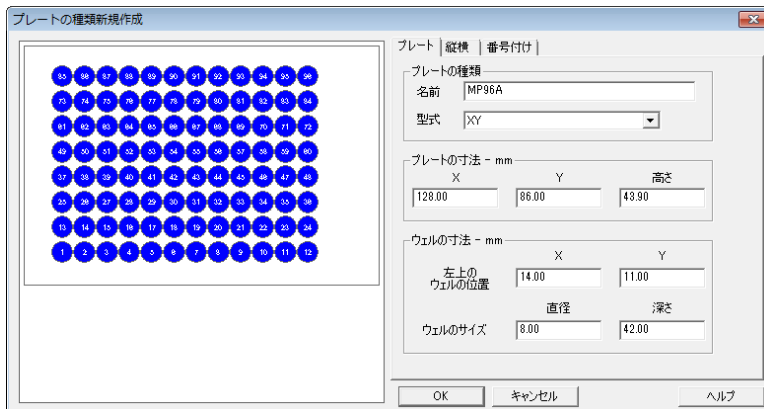 プレートの種類新規作成
85 86 87 88 89 90 91 92 93 94 95 96
73 74 75 76 77 78 79 80 81 82 83 84
61 62 63 64 65 66 67 68 69 70 71 72
49 50 51 52 53 54 55 56 57 58 59 60
37 38 39 40 41 42 43 44 45 46 47 48
25 26 27 28 29 30 31 32 33 34 35 36
13 14 15 16 17 18 19 20 21 22 23 24
1 2 3 4 5 6 7 8 9 10 11 12
プレート 縦横 番号付け
プレートの種類
名前 MP96A
型式 XY
プレートの寸法 - mm
X Y 高さ
128.00 86.00 43.90
ウェルの寸法 - mm
X Y
左上の
ウェルの位置 14.00 11.00
直径 深さ
ウェルのサイズ 8.00 42.00
OK キャンセル ヘルプ